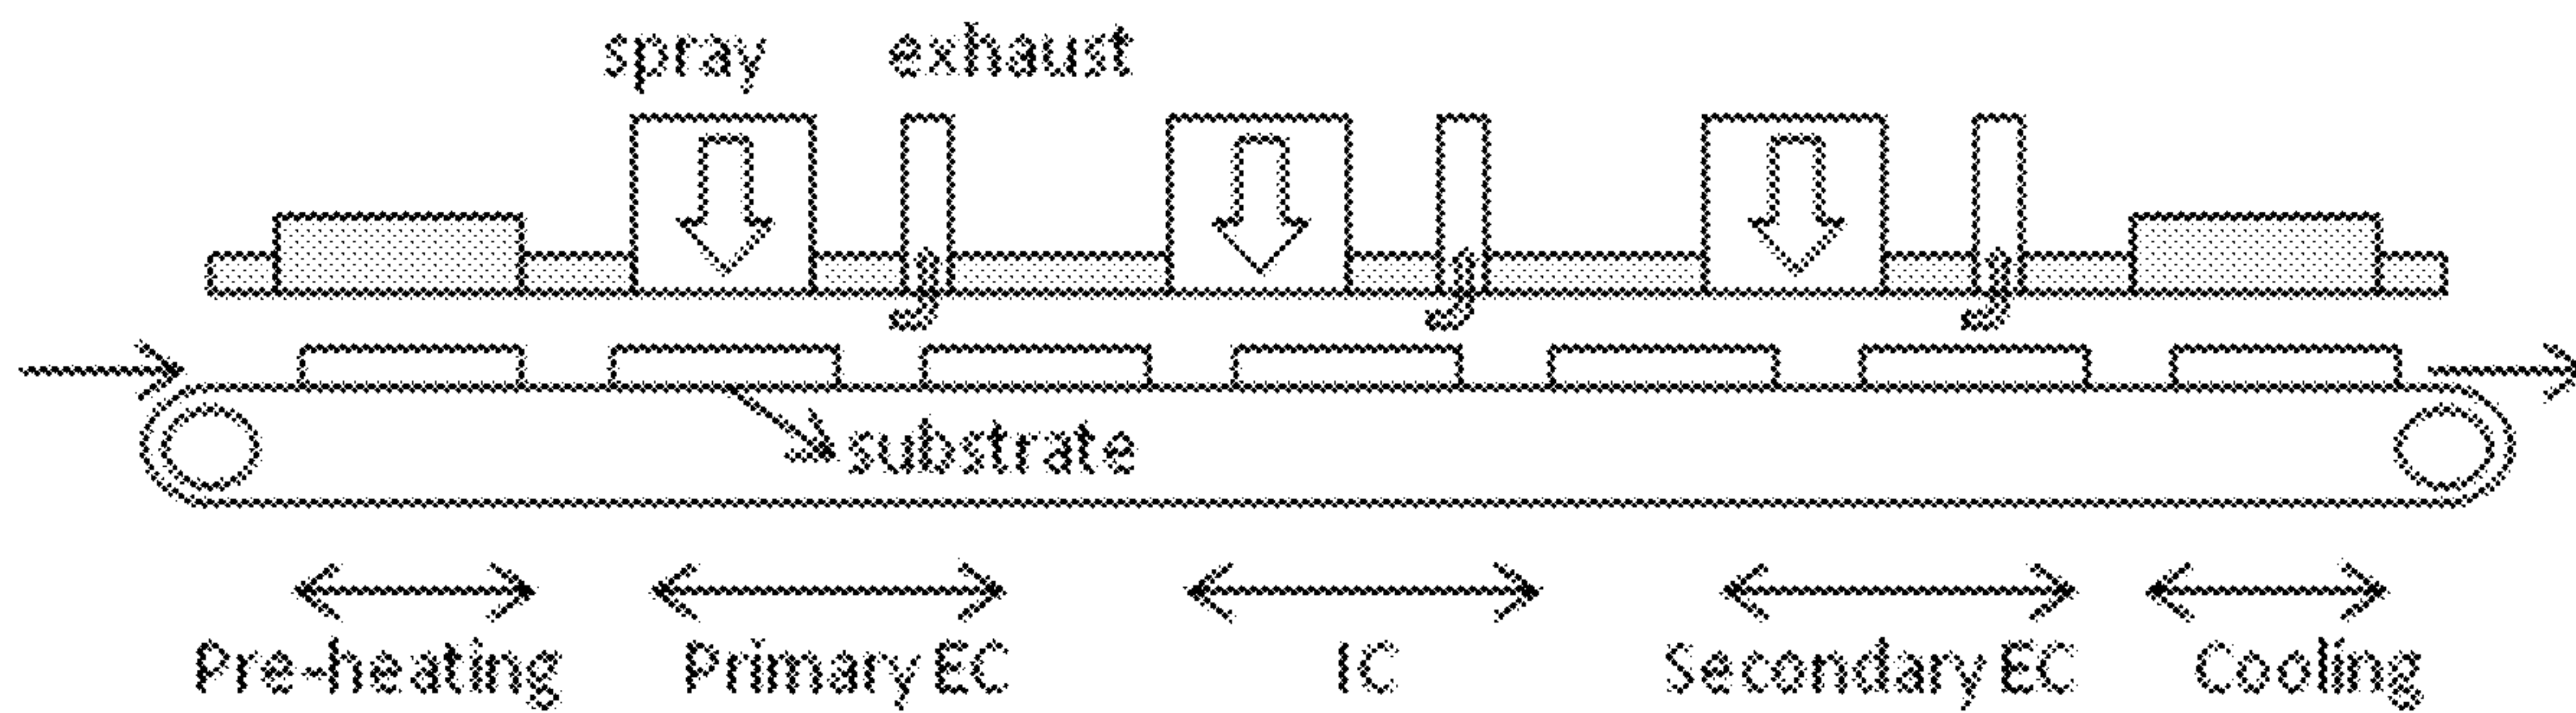 spray
exhaust
substrate
Pre-heating
Primary EC
IC
Secondary EC
Cooling